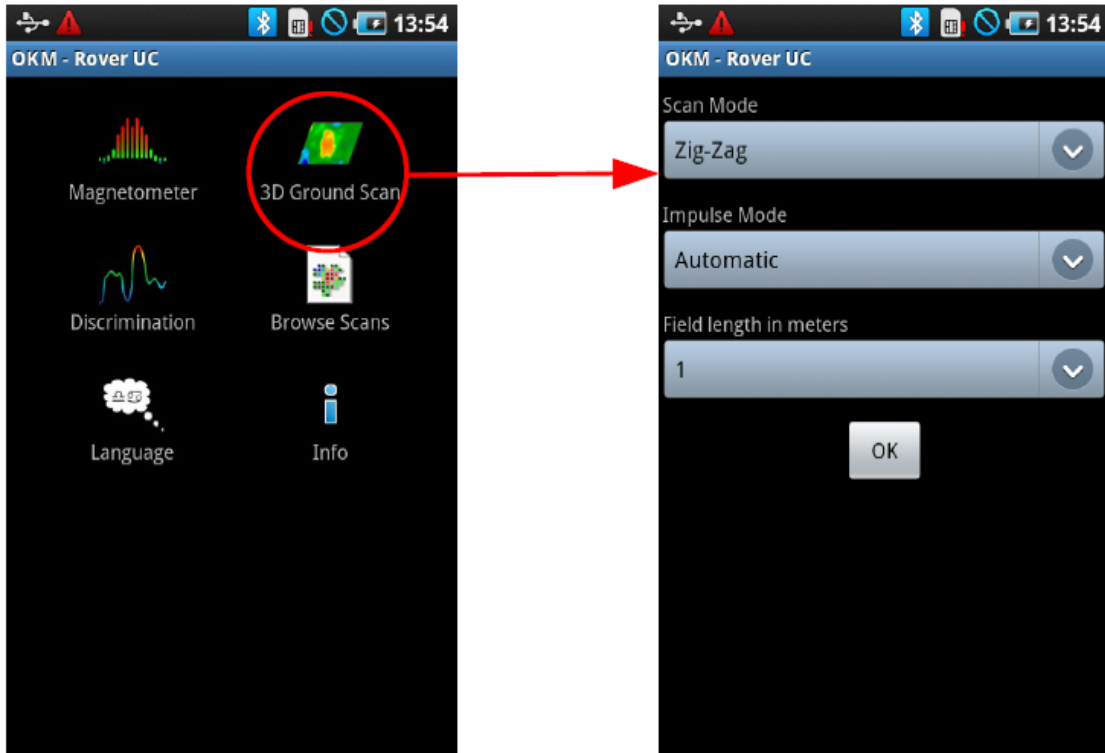 13:54
OKM - Rover UC
Magnetometer
3D Ground Scan
Discrimination
Browse Scans
Language
Info
13:54
OKM - Rover UC
Scan Mode
Zig-Zag
Impulse Mode
Automatic
Field length in meters
1
OK